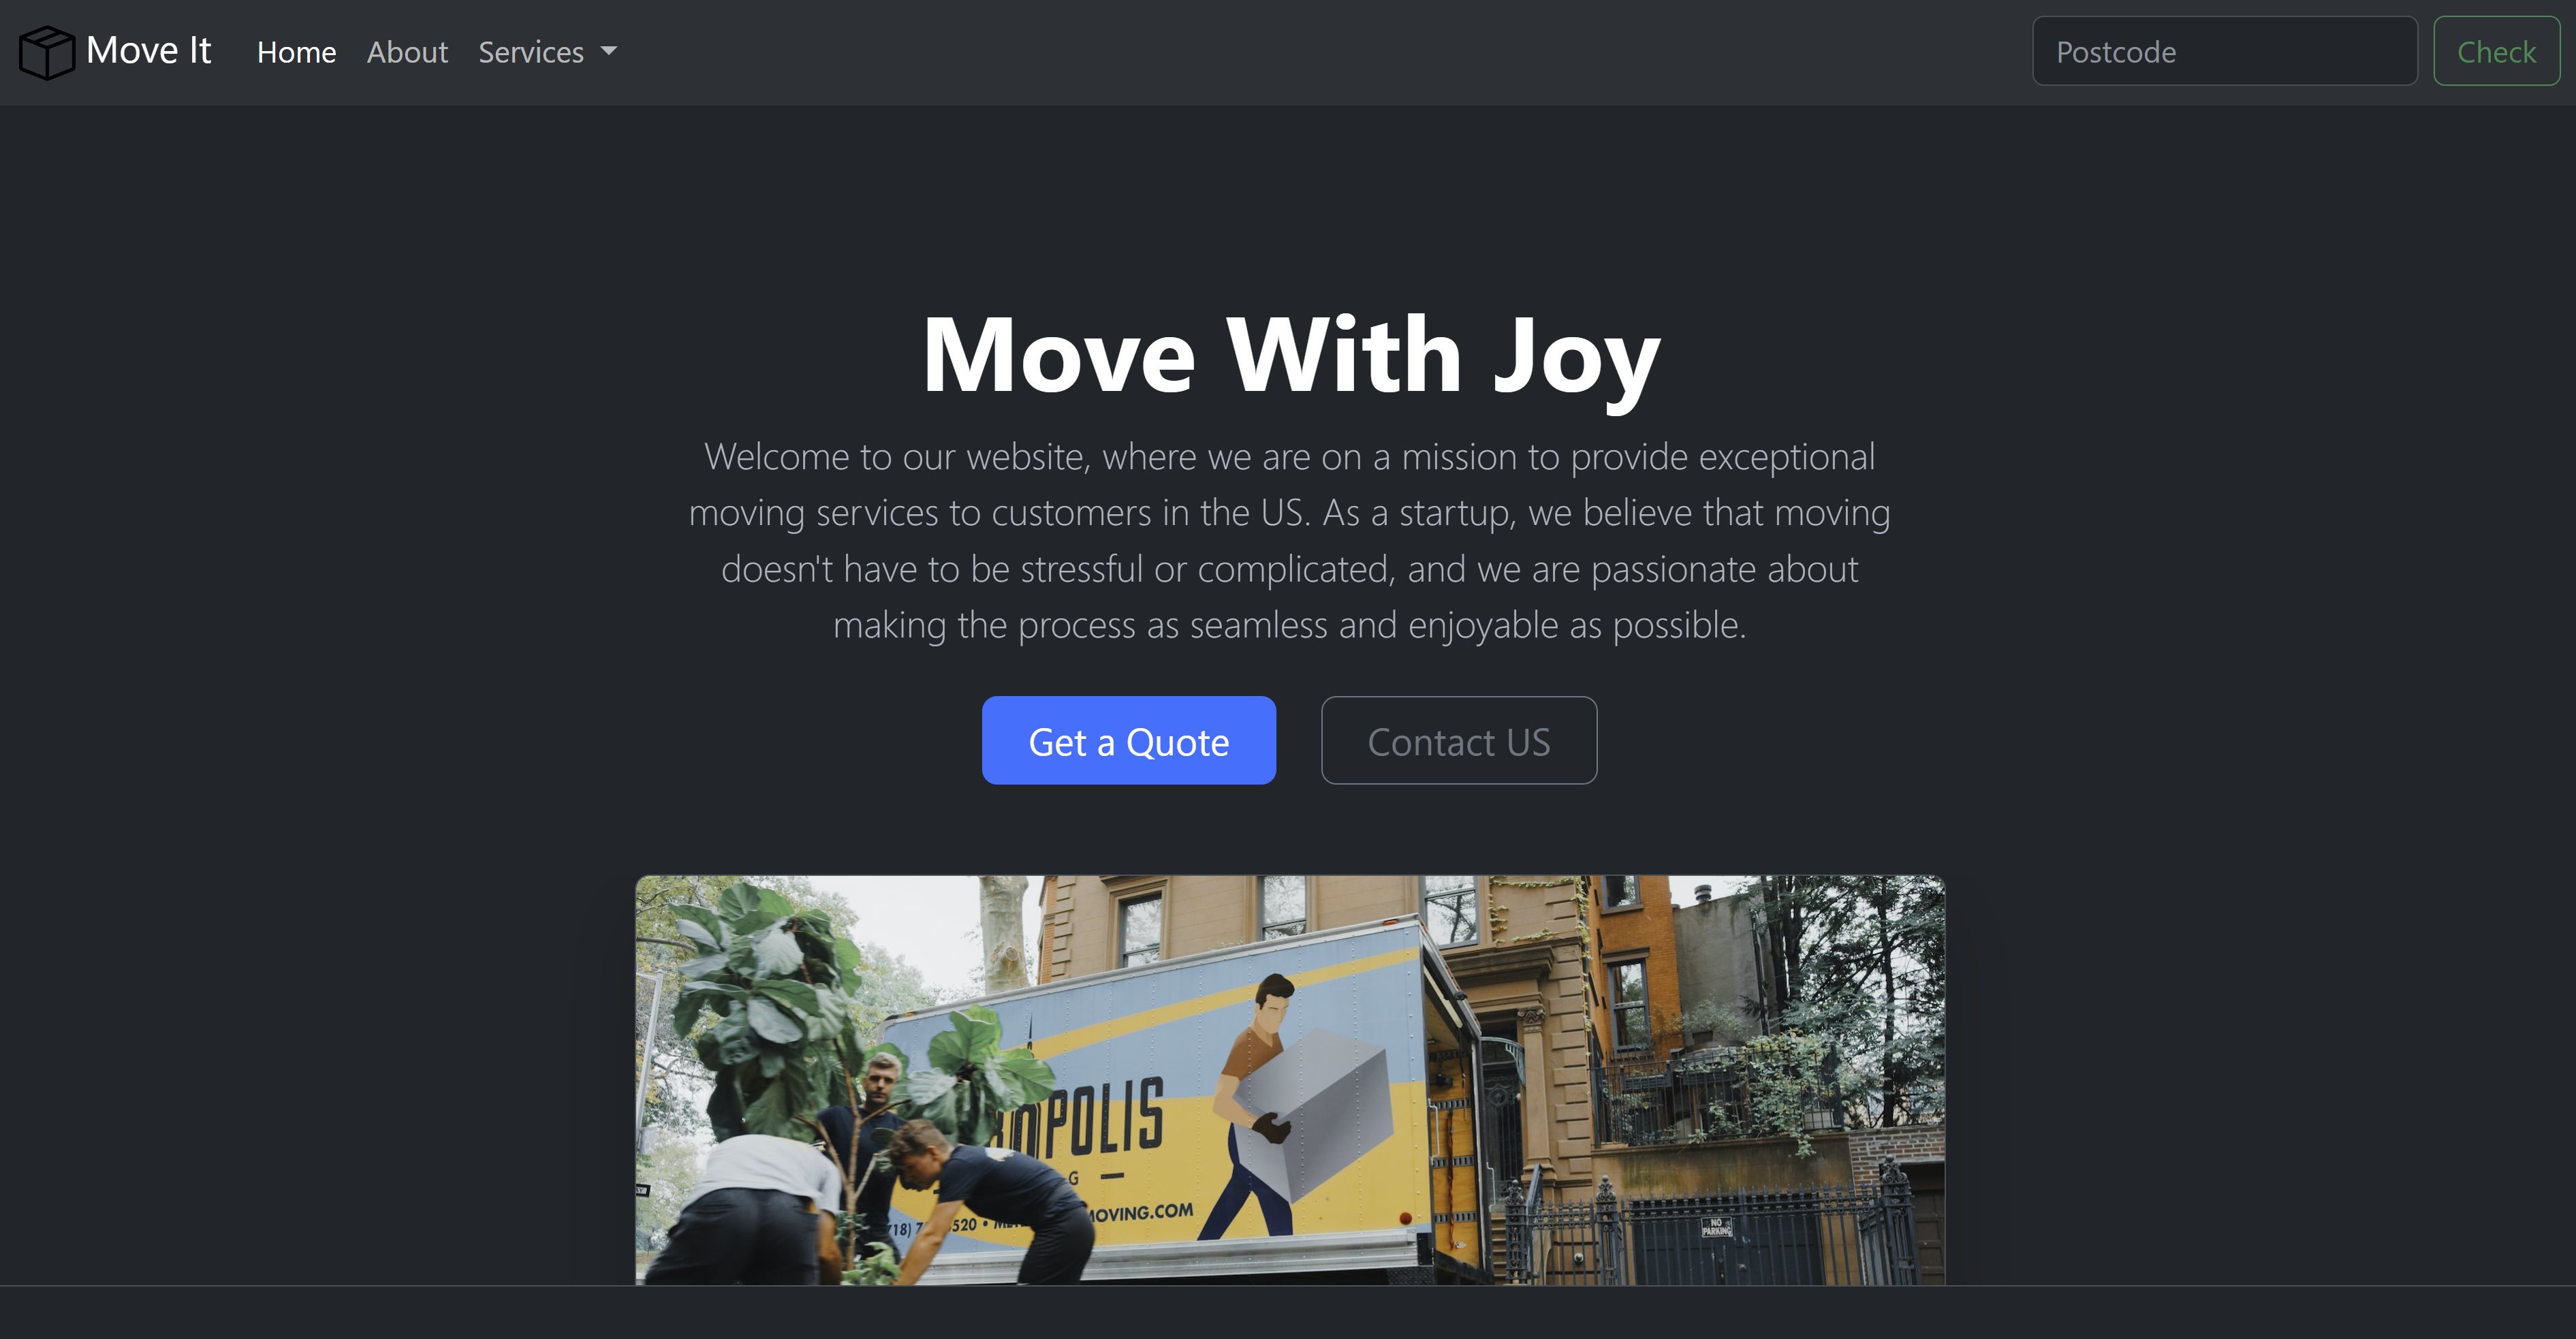 Move It
Home
About
Services
Postcode
Check
Move With Joy
Welcome to our website, where we are on a mission to provide exceptional
moving services to customers in the US. As a startup, we believe that moving
doesn't have to be stressful or complicated, and we are passionate about
making the process as seamless and enjoyable as possible.
Get a Quote
Contact US
POLIS
G —
520 •
MOVING.COM
NO
PARKING